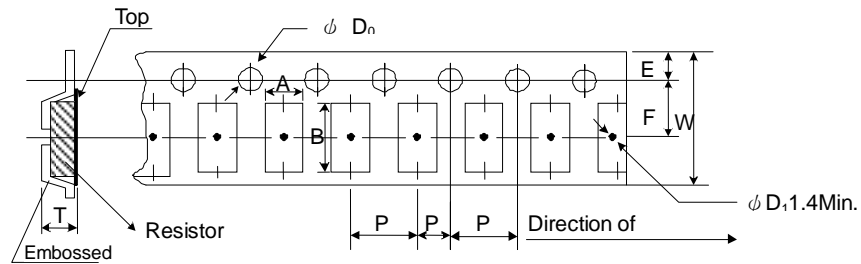 Top
ϕ D₀
A
E
B
F
W
T
P
P
P
Resistor
Embossed
Direction of
ϕ D₁1.4Min.